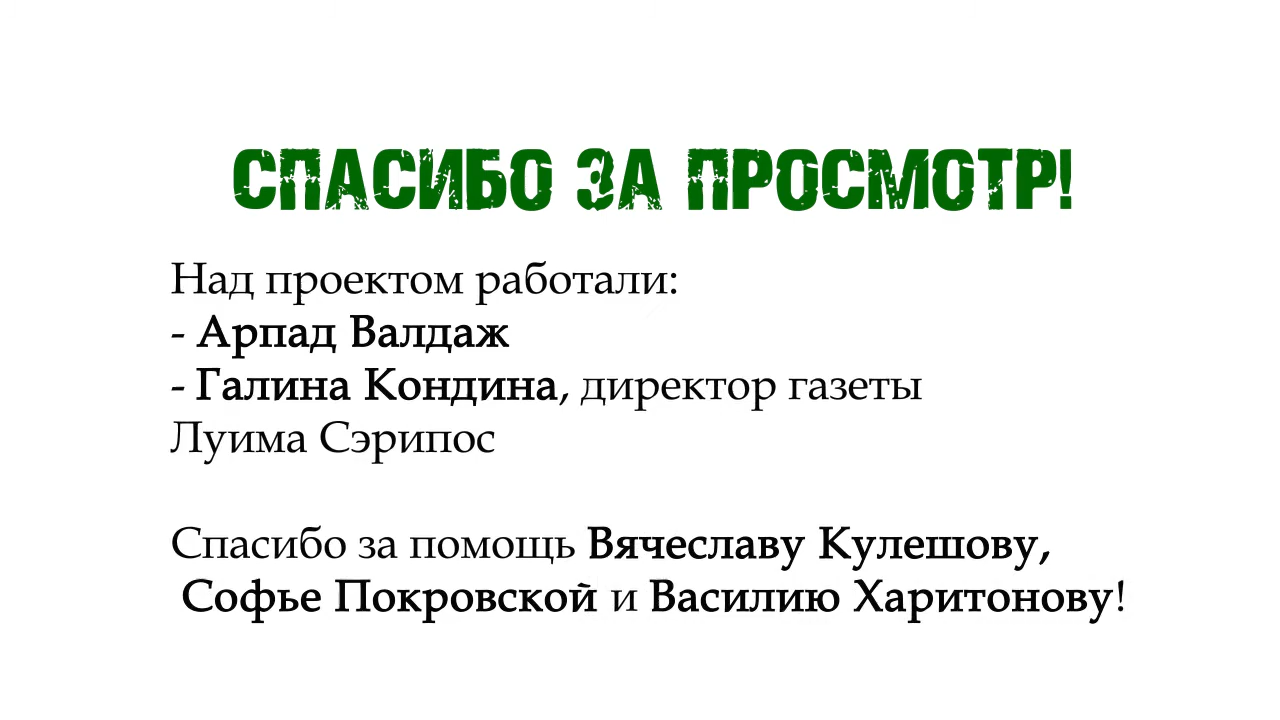 СПАСИБО ЗА ПРОСМОТР!
Над проектом работали:
- Арпад Валдаж
- Галина Кондина, директор газеты
Луима Сэрипос
Спасибо за помощь Вячеславу Кулешову,
Софье Покровской и Василию Харитонову!